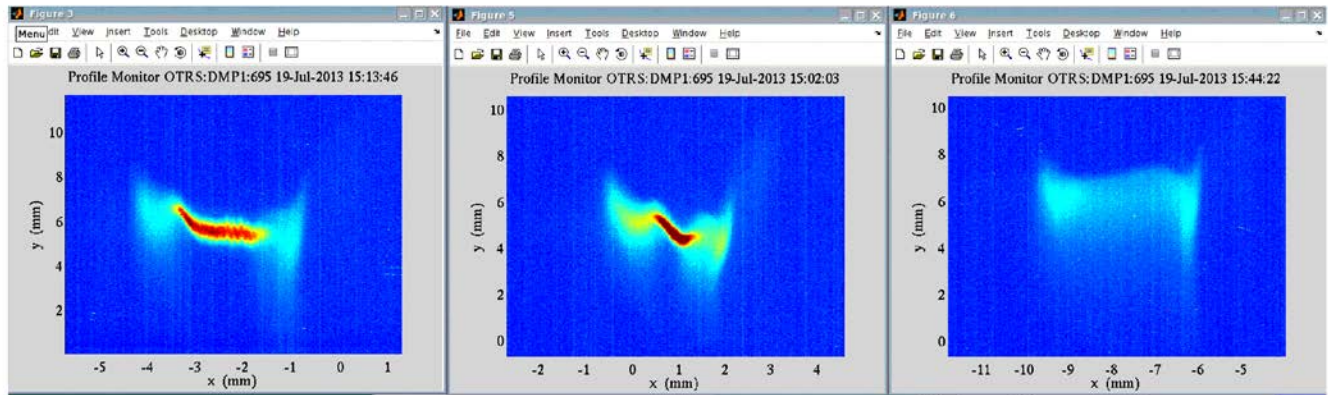 Figure 3
Menu dit View Insert Tools Desktop Window Help
Profile Monitor OTRS:DMP1:695 19-Jul-2013 15:13:46
10
8
6
4
2
y (mm)
-5 -4 -3 -2 -1 0 1
x (mm)
Figure 5
File Edit View Insert Tools Desktop Window Help
Profile Monitor OTRS:DMP1:695 19-Jul-2013 15:02:03
10
8
6
4
2
0
y (mm)
-2 -1 0 1 2 3 4
x (mm)
Figure 6
File Edit View Insert Tools Desktop Window Help
Profile Monitor OTRS:DMP1:695 19-Jul-2013 15:44:22
10
8
6
4
2
0
y (mm)
-11 -10 -9 -8 -7 -6 -5
x (mm)